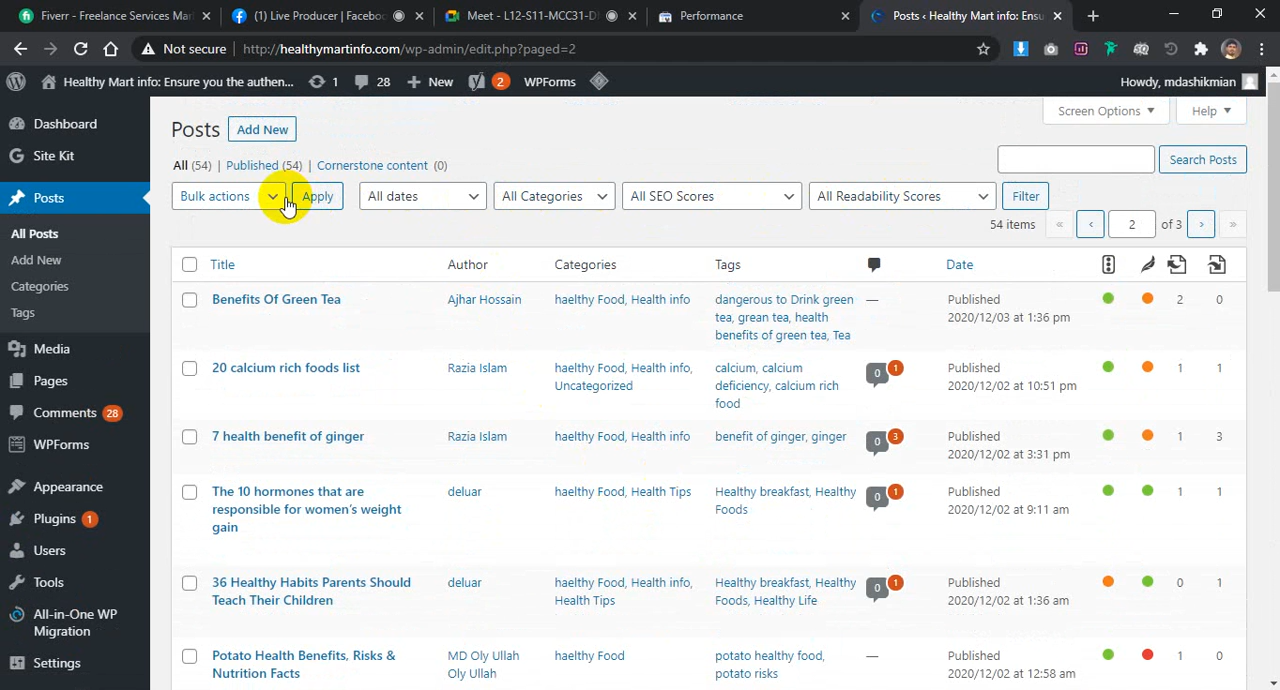 Fiverr - Freelance Services Mar
(1) Live Producer | Faceboo
Meet - L12-S11-MCC31-D
Performance
Posts ‹ Healthy Mart info: Ensu
Not secure
http://healthymartinfo.com/wp-admin/edit.php?paged=2
Healthy Mart info: Ensure you the authen...
1
28
New
2
WPForms
Howdy, mdashikmian
Dashboard
Site Kit
Posts
All Posts
Add New
Categories
Tags
Media
Pages
Comments 28
WPForms
Appearance
Plugins 1
Users
Tools
All-in-One WP
Migration
Settings
Screen Options
Help
Posts
Add New
All (54) | Published (54) | Cornerstone content (0)
Search Posts
Bulk actions
Apply
All dates
All Categories
All SEO Scores
All Readability Scores
Filter
54 items
«
‹
2
of 3
›
»
Title
Author
Categories
Tags
Date
Benefits Of Green Tea
Ajhar Hossain
haelthy Food, Health info
dangerous to Drink green
tea, grean tea, health
benefits of green tea, Tea
—
Published
2020/12/03 at 1:36 pm
2
0
20 calcium rich foods list
Razia Islam
haelthy Food, Health info,
Uncategorized
calcium, calcium
deficiency, calcium rich
food
0
1
Published
2020/12/02 at 10:51 pm
1
1
7 health benefit of ginger
Razia Islam
haelthy Food, Health info
benefit of ginger, ginger
0
3
Published
2020/12/02 at 3:31 pm
1
3
The 10 hormones that are
responsible for women's weight
gain
deluar
haelthy Food, Health Tips
Healthy breakfast, Healthy
Foods
0
1
Published
2020/12/02 at 9:11 am
1
1
36 Healthy Habits Parents Should
Teach Their Children
deluar
haelthy Food, Health info,
Health Tips
Healthy breakfast, Healthy
Foods, Healthy Life
0
1
Published
2020/12/02 at 1:36 am
0
1
Potato Health Benefits, Risks &
Nutrition Facts
MD Oly Ullah
Oly Ullah
haelthy Food
potato healthy food,
potato risks
—
Published
2020/12/02 at 12:58 am
1
0